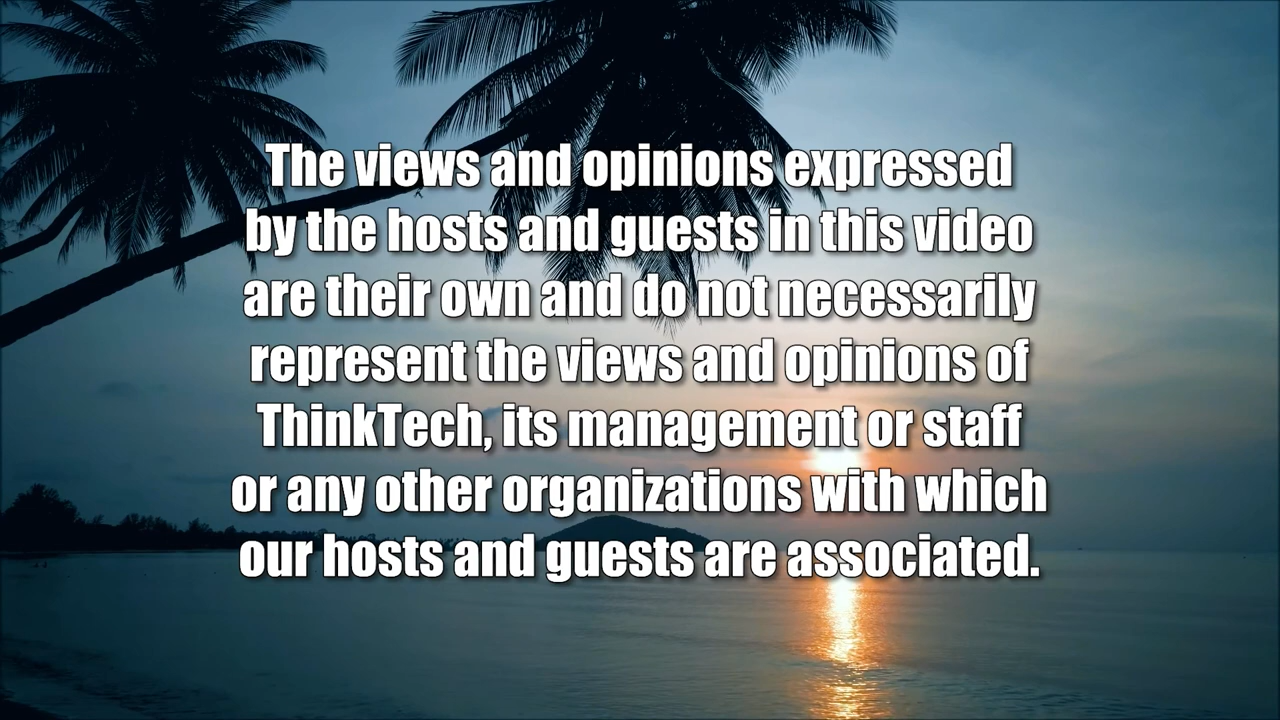 The views and opinions expressed
by the hosts and guests in this video
are their own and do not necessarily
represent the views and opinions of
ThinkTech, its management or staff
or any other organizations with which
our hosts and guests are associated.